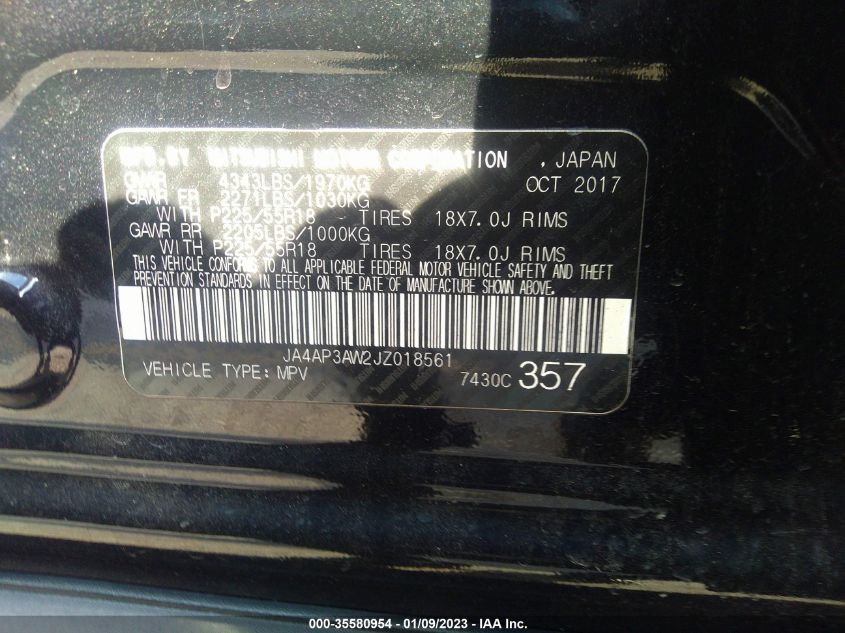 MFD.BY MITSUBISHI MOTORS CORPORATION , JAPAN
GVWR 4343LBS/1970KG OCT 2017
GAWR FR 2271LBS/1030KG
WITH P225/55R18 TIRES 18X7.0J RIMS
GAWR RR 2205LBS/1000KG
WITH P225/55R18 TIRES 18X7.0J RIMS
THIS VEHICLE CONFORMS TO ALL APPLICABLE FEDERAL MOTOR VEHICLE SAFETY AND THEFT
PREVENTION STANDARDS IN EFFECT ON THE DATE OF MANUFACTURE SHOWN ABOVE.
JA4AP3AW2JZ018561
VEHICLE TYPE: MPV 7430C 357
000-35580954 - 01/09/2023 - IAA Inc.